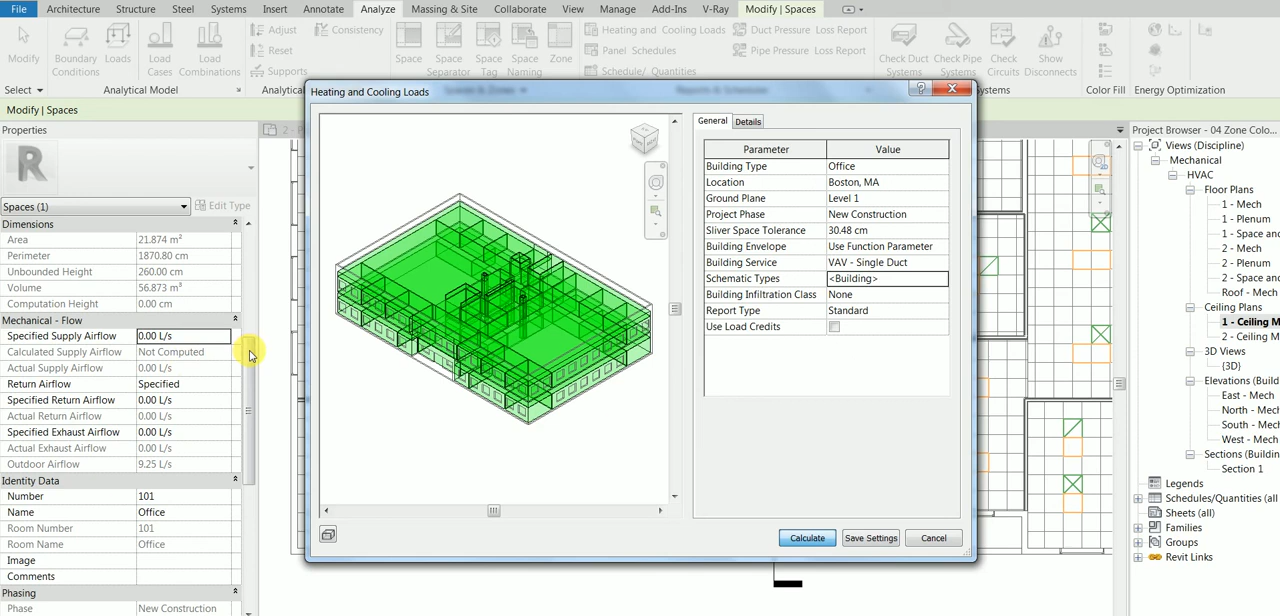 File Architecture Structure Steel Systems Insert Annotate Analyze Massing & Site Collaborate View Manage Add-Ins V-Ray Modify | Spaces
Modify
Boundary Conditions
Loads
Load Cases
Load Combinations
Adjust
Reset
Supports
Consistency
Space
Space Separator
Space Tag
Space Naming
Zone
Heating and Cooling Loads
Panel Schedules
Schedule/ Quantities
Duct Pressure Loss Report
Pipe Pressure Loss Report
Check Duct Systems
Check Pipe Systems
Check Circuits
Show Disconnects
Select
Analytical Model
Analytical
Spaces & Zones
Reports & Schedules
Systems
Color Fill
Energy Optimization
Modify | Spaces
Properties
R
Spaces (1)
Edit Type
Dimensions
Area 21.874 m²
Perimeter 1870.80 cm
Unbounded Height 260.00 cm
Volume 56.873 m³
Computation Height 0.00 cm
Mechanical - Flow
Specified Supply Airflow 0.00 L/s
Calculated Supply Airflow Not Computed
Actual Supply Airflow 0.00 L/s
Return Airflow Specified
Specified Return Airflow 0.00 L/s
Actual Return Airflow 0.00 L/s
Specified Exhaust Airflow 0.00 L/s
Actual Exhaust Airflow 0.00 L/s
Outdoor Airflow 9.25 L/s
Identity Data
Number 101
Name Office
Room Number 101
Room Name Office
Image
Comments
Phasing
Phase New Construction
Heating and Cooling Loads
General Details
Parameter Value
Building Type Office
Location Boston, MA
Ground Plane Level 1
Project Phase New Construction
Sliver Space Tolerance 30.48 cm
Building Envelope Use Function Parameter
Building Service VAV - Single Duct
Schematic Types <Building>
Building Infiltration Class None
Report Type Standard
Use Load Credits
Calculate Save Settings Cancel
Project Browser - 04 Zone Colo...
Views (Discipline)
Mechanical
HVAC
Floor Plans
1 - Mech
1 - Plenum
1 - Space and
2 - Mech
2 - Plenum
2 - Space and
Roof - Mech
Ceiling Plans
1 - Ceiling M
2 - Ceiling M
3D Views
{3D}
Elevations (Build
East - Mech
North - Mech
South - Mech
West - Mech
Sections (Buildin
Section 1
Legends
Schedules/Quantities (all
Sheets (all)
Families
Groups
Revit Links